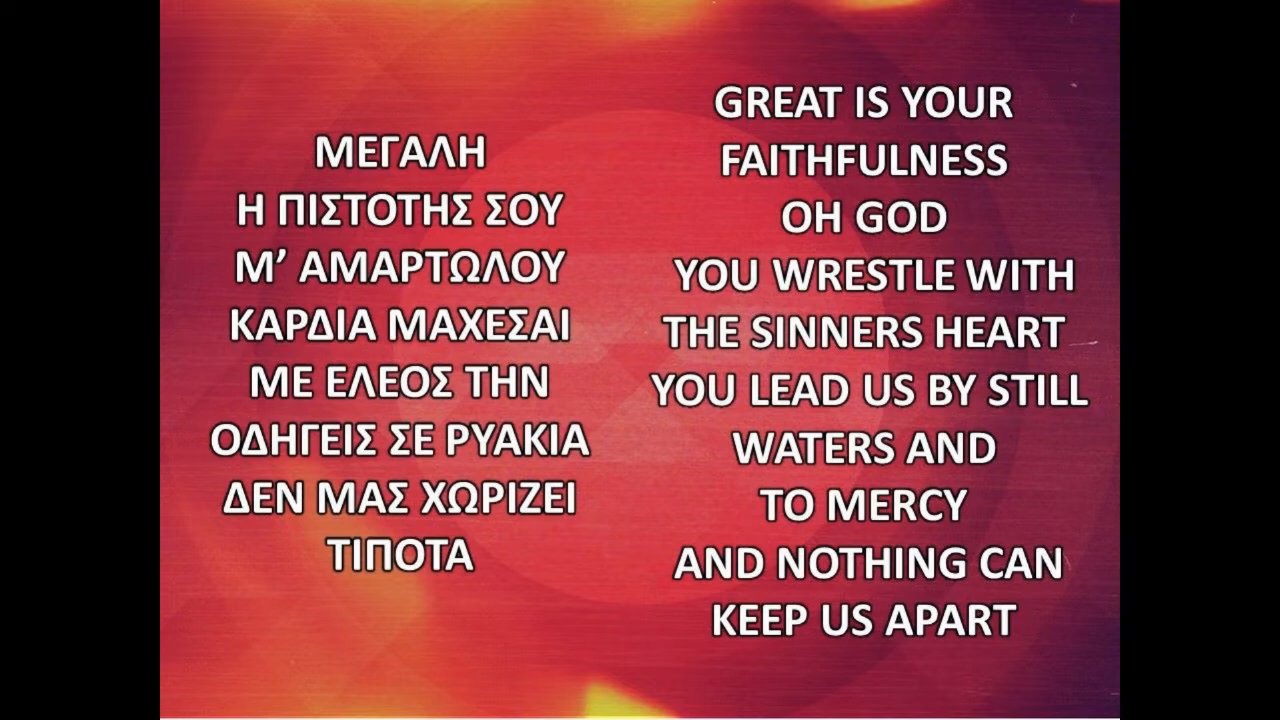 ΜΕΓΑΛΗ
Η ΠΙΣΤΟΤΗΣ ΣΟΥ
Μ’ ΑΜΑΡΤΩΛΟΥ
ΚΑΡΔΙΑ ΜΑΧΕΣΑΙ
ΜΕ ΕΛΕΟΣ ΤΗΝ
ΟΔΗΓΕΙΣ ΣΕ ΡΥΑΚΙΑ
ΔΕΝ ΜΑΣ ΧΩΡΙΖΕΙ
ΤΙΠΟΤΑ
GREAT IS YOUR
FAITHFULNESS
OH GOD
YOU WRESTLE WITH
THE SINNERS HEART
YOU LEAD US BY STILL
WATERS AND
TO MERCY
AND NOTHING CAN
KEEP US APART